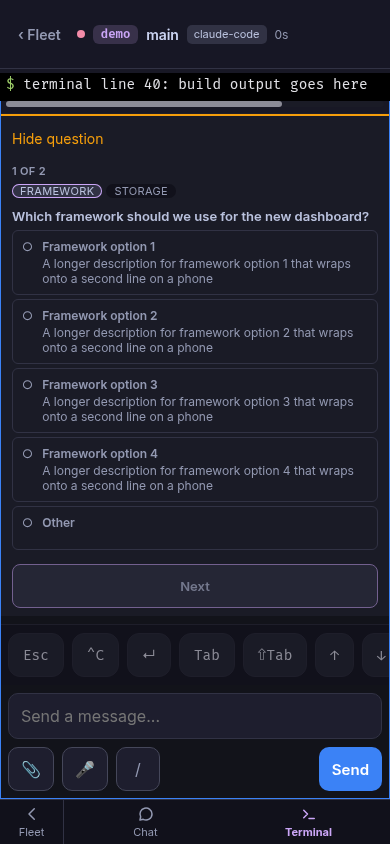 ‹ Fleet demo main claude-code 0s
$ terminal line 40: build output goes here
Hide question
1 OF 2
FRAMEWORK STORAGE
Which framework should we use for the new dashboard?
Framework option 1
A longer description for framework option 1 that wraps
onto a second line on a phone
Framework option 2
A longer description for framework option 2 that wraps
onto a second line on a phone
Framework option 3
A longer description for framework option 3 that wraps
onto a second line on a phone
Framework option 4
A longer description for framework option 4 that wraps
onto a second line on a phone
Other
Next
Esc ^C ↵ Tab ⇧Tab ↑ ↓
Send a message...
/ Send
Fleet Chat Terminal